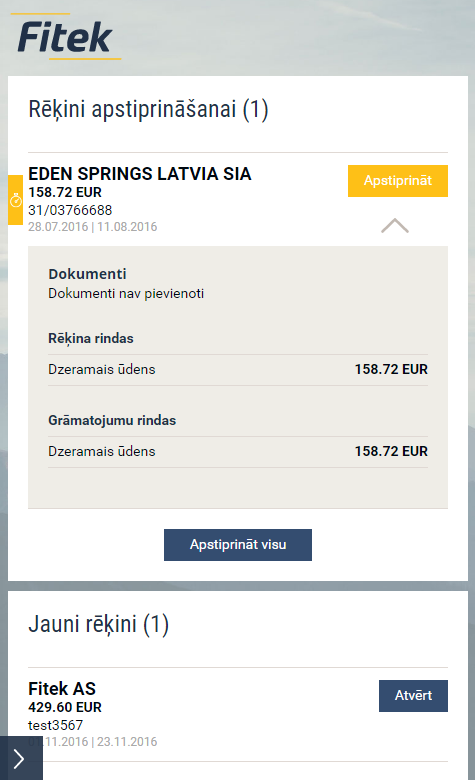 Fitek
Rēķini apstiprināšanai (1)
EDEN SPRINGS LATVIA SIA
Apstiprināt
158.72 EUR
31/03766688
28.07.2016 | 11.08.2016
Dokumenti
Dokumenti nav pievienoti
Rēķina rindas
Dzeramais ūdens 158.72 EUR
Grāmatojumu rindas
Dzeramais ūdens 158.72 EUR
Apstiprināt visu
Jauni rēķini (1)
Fitek AS
Atvērt
429.60 EUR
test3567
.11.2016 | 23.11.2016